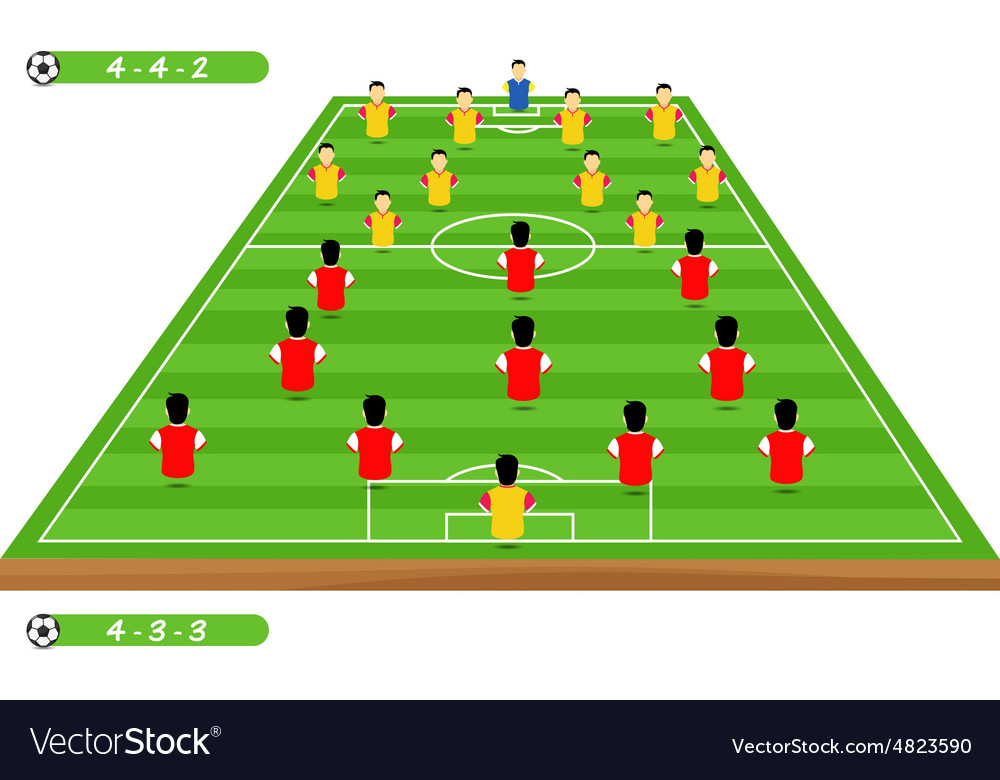 4 - 4 - 2
4 - 3 - 3
VectorStock®
VectorStock.com/4823590